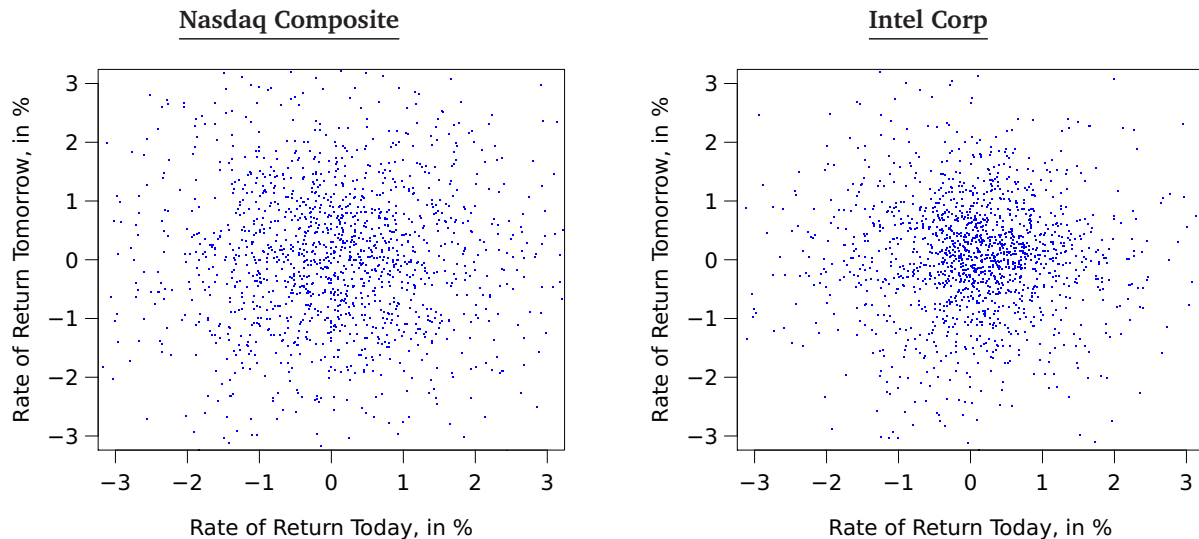 Nasdaq Composite
Rate of Return Tomorrow, in %
3
2
1
0
−1
−2
−3
−3 −2 −1 0 1 2 3
Rate of Return Today, in %
Intel Corp
Rate of Return Tomorrow, in %
3
2
1
0
−1
−2
−3
−3 −2 −1 0 1 2 3
Rate of Return Today, in %